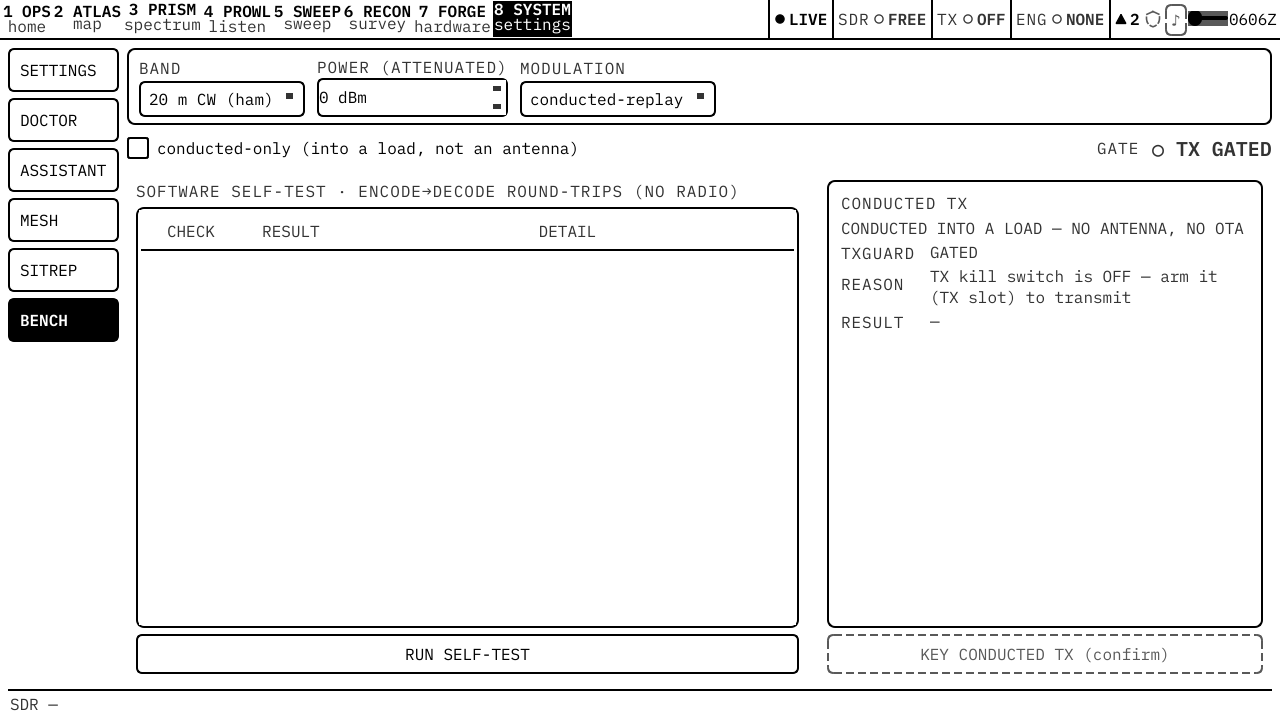 1 OPS 2 ATLAS 3 PRISM 4 PROWL 5 SWEEP 6 RECON 7 FORGE 8 SYSTEM
home map spectrum listen sweep survey hardware settings
LIVE SDR FREE TX OFF ENG NONE 2 ♪ 0606Z
SETTINGS
DOCTOR
ASSISTANT
MESH
SITREP
BENCH
BAND POWER (ATTENUATED) MODULATION
20 m CW (ham) 0 dBm conducted-replay
conducted-only (into a load, not an antenna)
GATE TX GATED
SOFTWARE SELF-TEST · ENCODE→DECODE ROUND-TRIPS (NO RADIO)
CHECK RESULT DETAIL
RUN SELF-TEST
CONDUCTED TX
CONDUCTED INTO A LOAD — NO ANTENNA, NO OTA
TXGUARD GATED
REASON TX kill switch is OFF — arm it
(TX slot) to transmit
RESULT —
KEY CONDUCTED TX (confirm)
SDR —